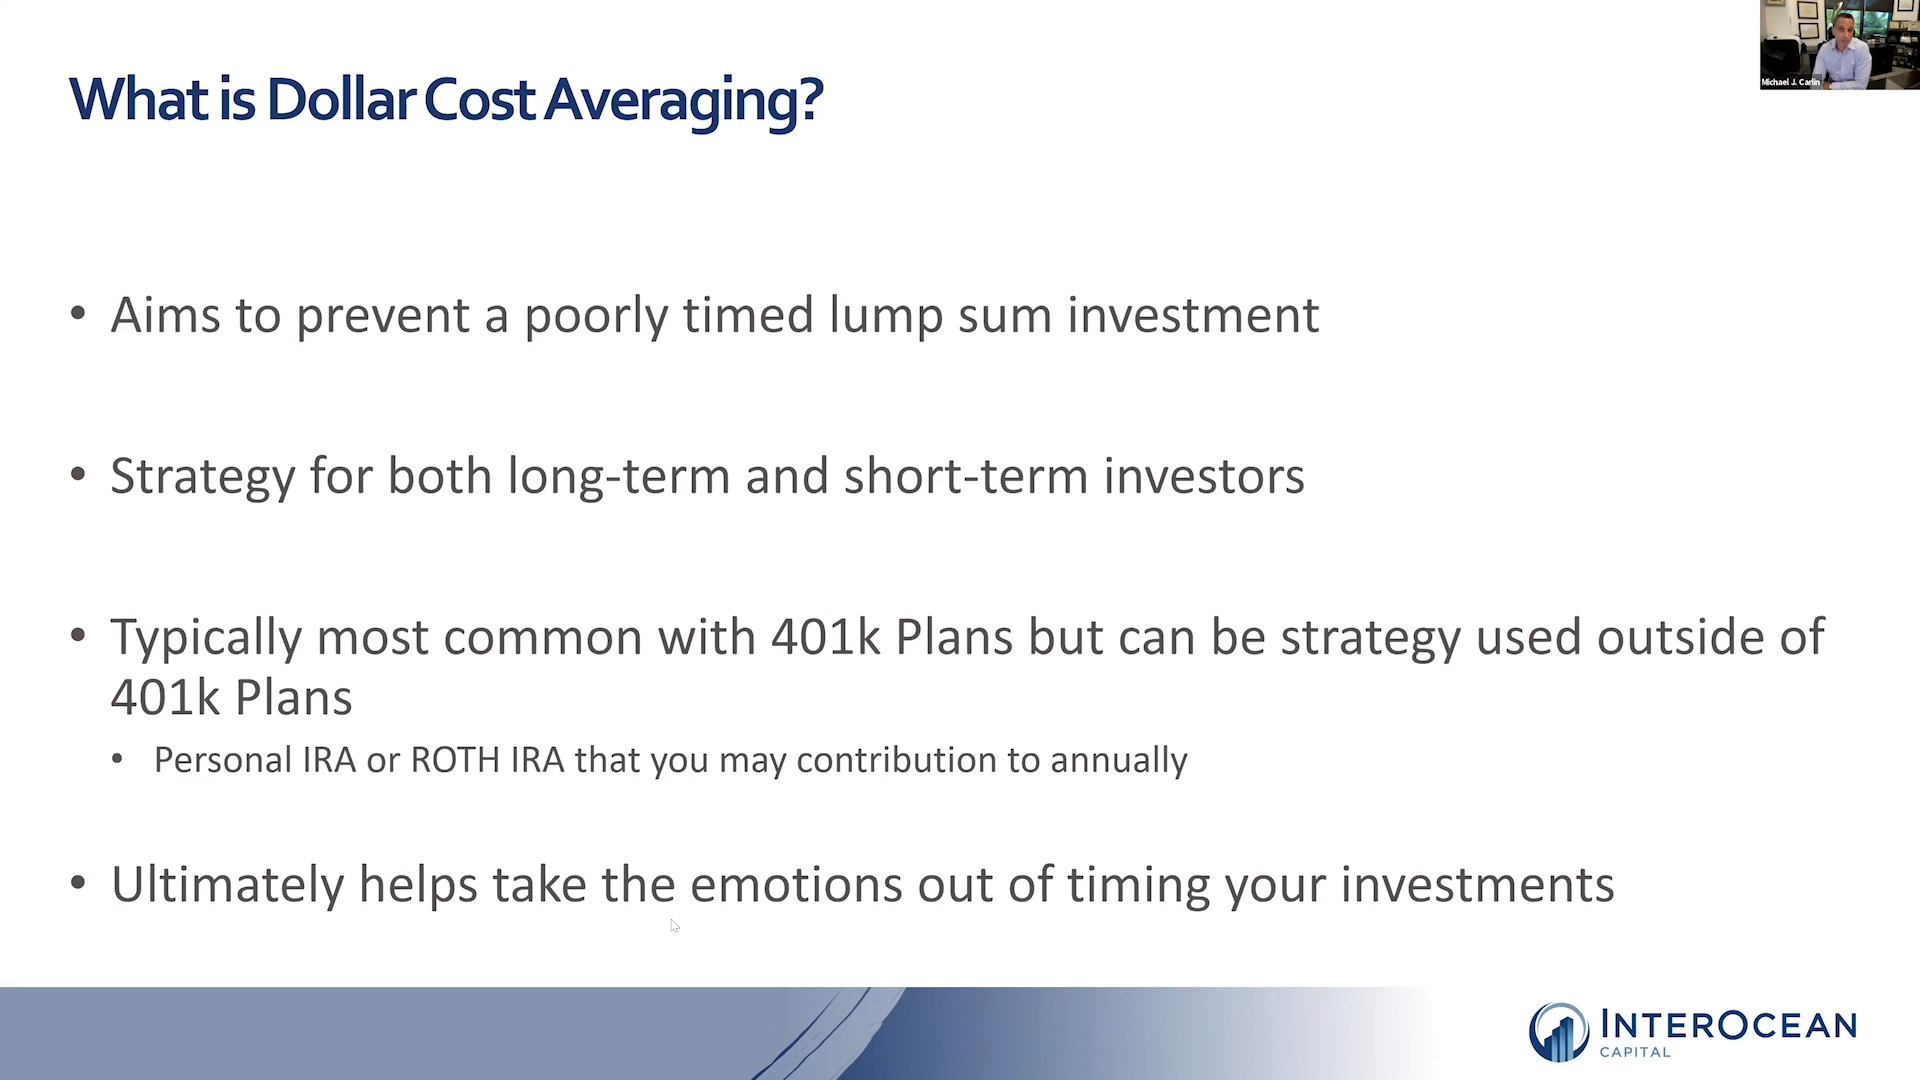 What is Dollar Cost Averaging?
Michael J. Carlin
• Aims to prevent a poorly timed lump sum investment
• Strategy for both long-term and short-term investors
• Typically most common with 401k Plans but can be strategy used outside of
401k Plans
• Personal IRA or ROTH IRA that you may contribution to annually
• Ultimately helps take the emotions out of timing your investments
INTEROCEAN
CAPITAL